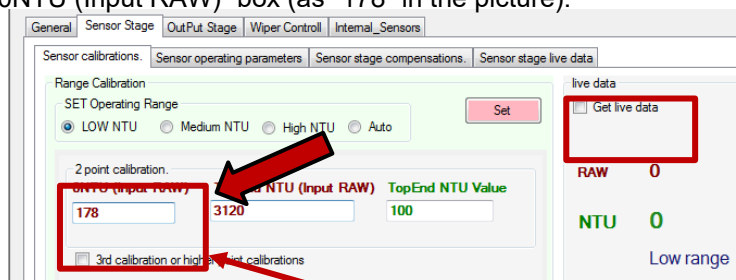 0NTU (Input RAW)" box (as "178" in the picture).
General Sensor Stage OutPut Stage Wiper Controll Internal_Sensors
Sensor calibrations. Sensor operating parameters Sensor stage compensations. Sensor stage live data
Range Calibration
SET Operating Range
LOW NTU Medium NTU High NTU Auto
Set
2 point calibration.
0NTU (Input RAW) NTU (Input RAW) TopEnd NTU Value
178 3120 100
3rd calibration or higher point calibrations
live data
Get live data
RAW 0
NTU 0
Low range